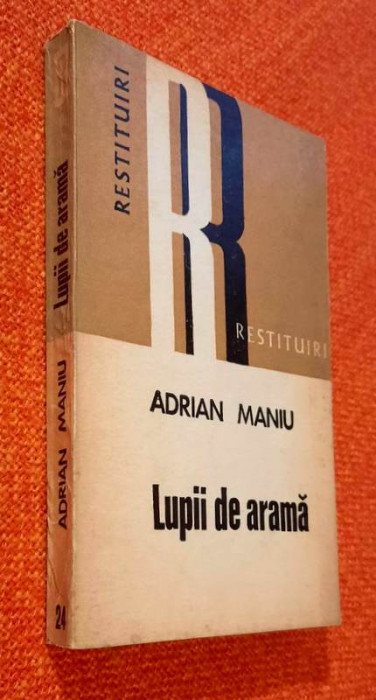 RESTITUIRI
R
RESTITUIRI
ADRIAN MANIU
Lupii de aramă
Lupii de aramă
ADRIAN MANIU
24